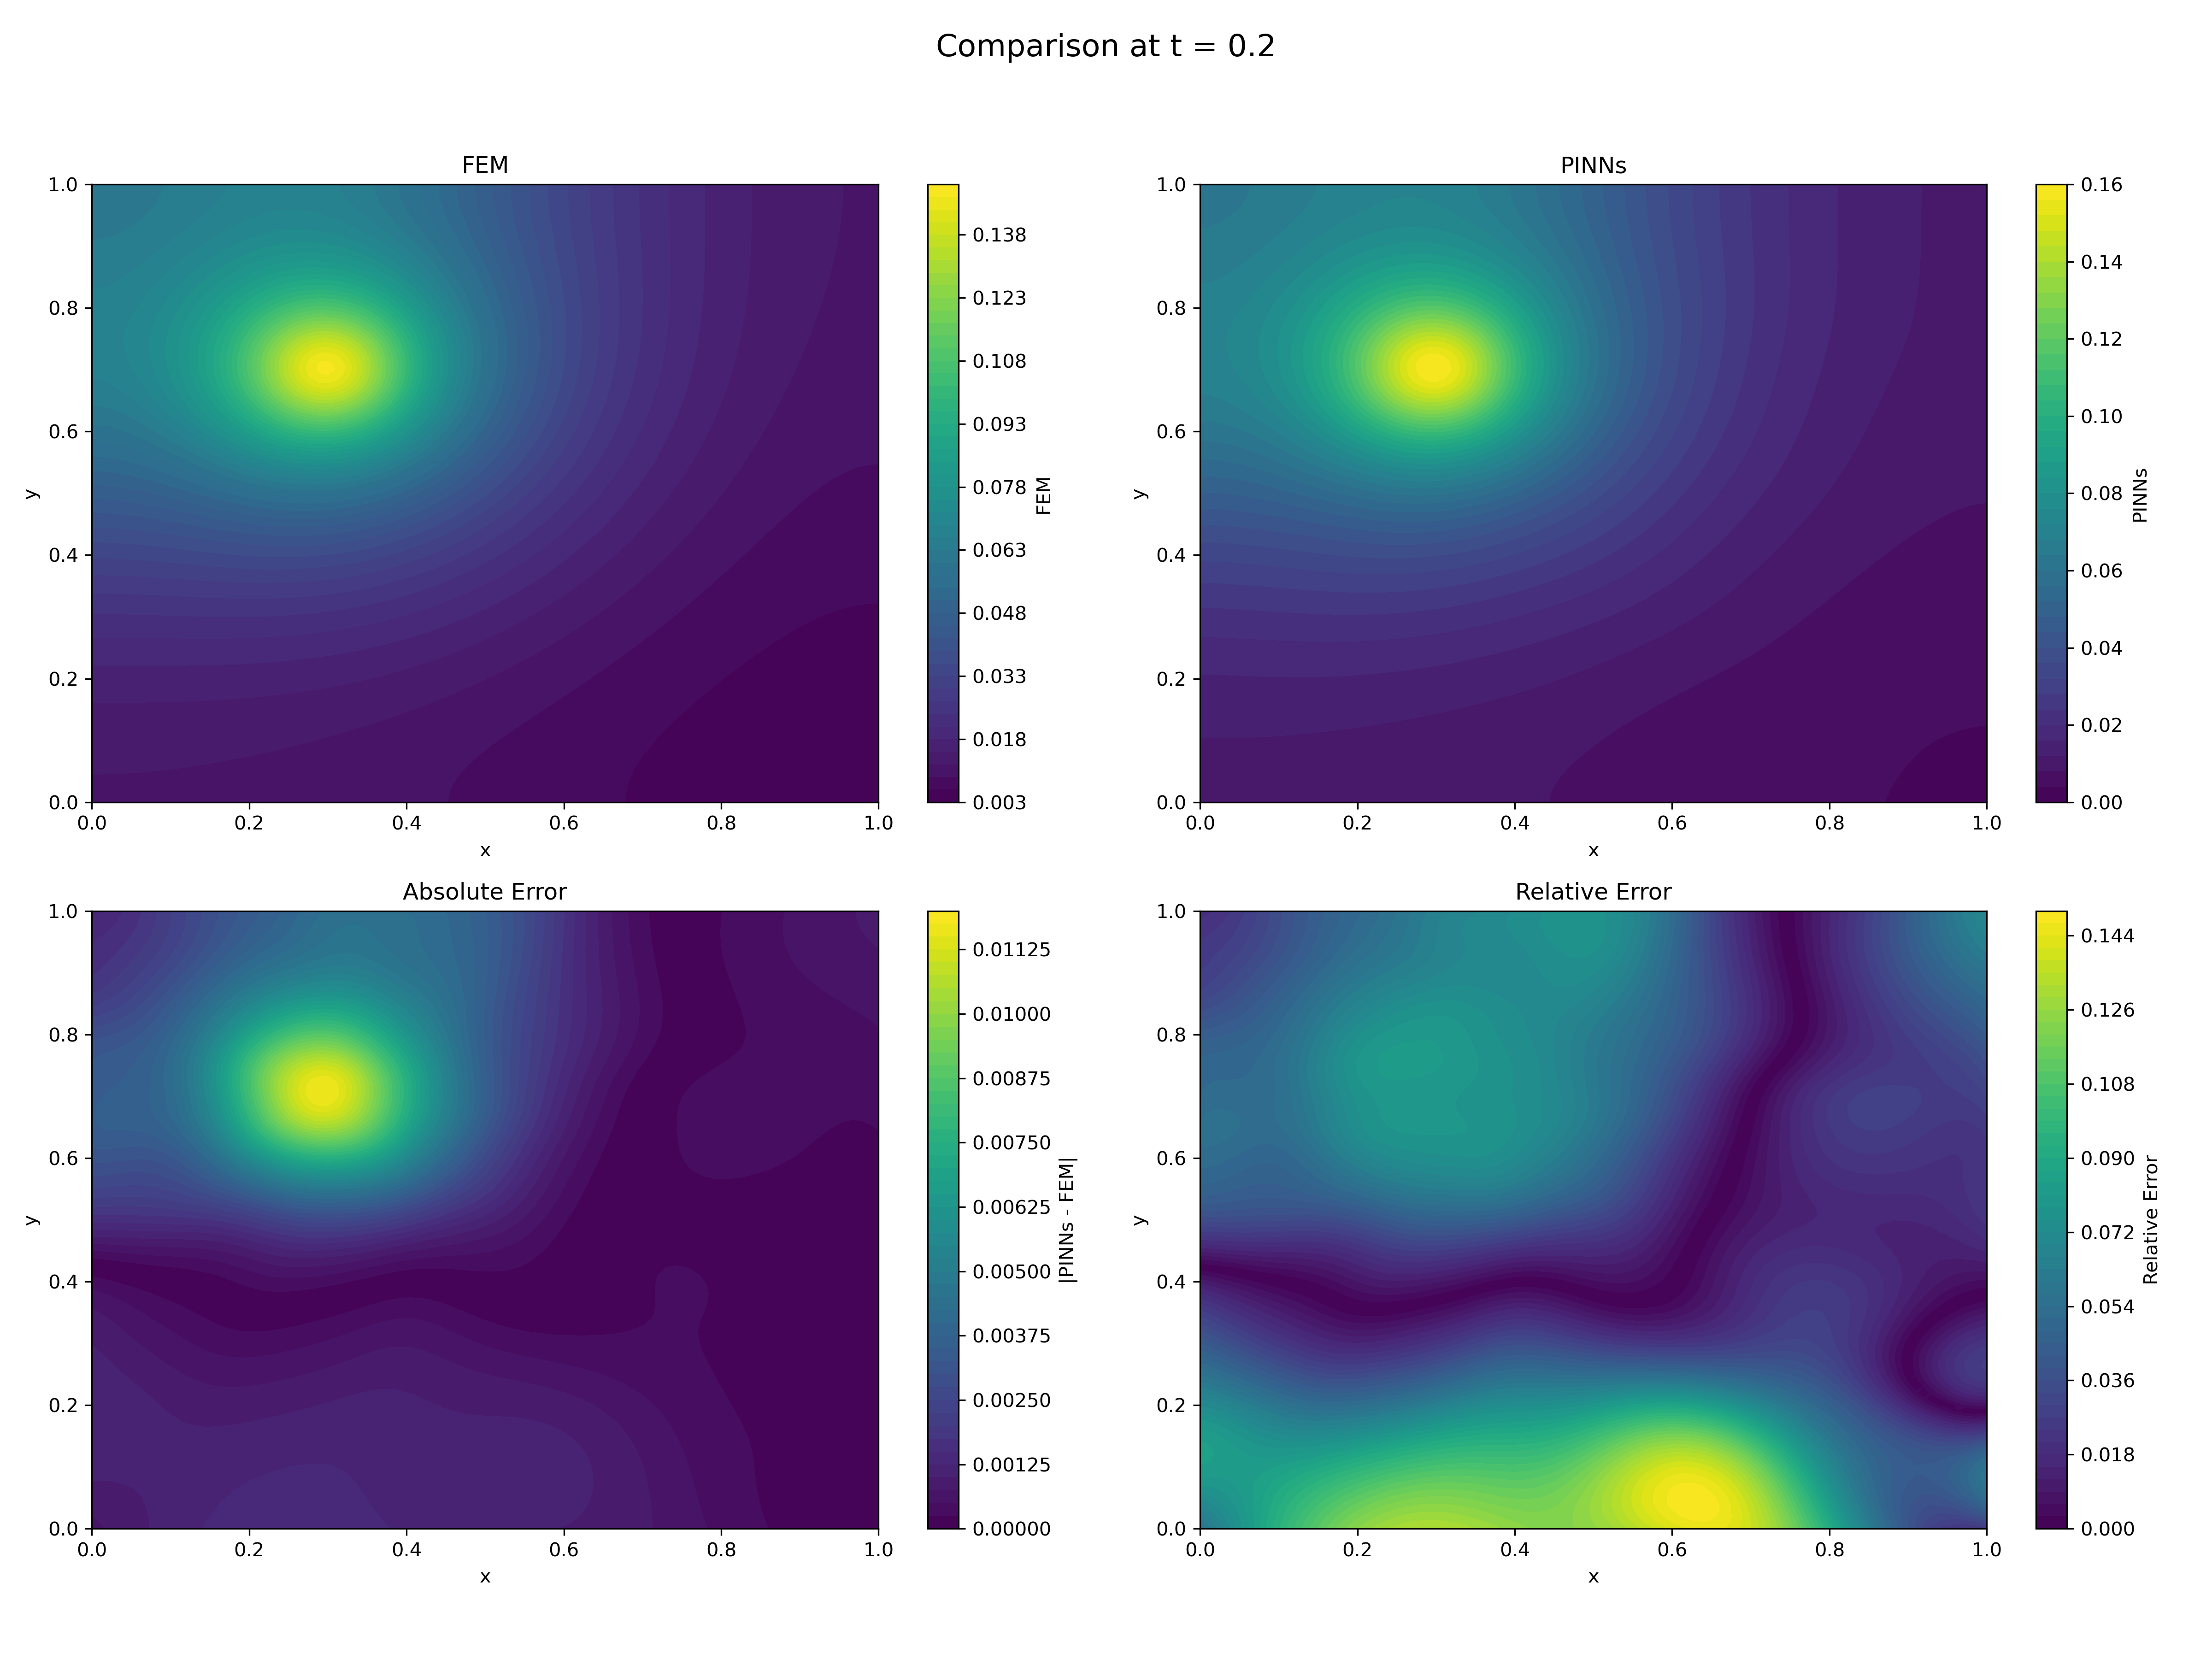 Comparison at t = 0.2
FEM
1.0
0.8
0.6
0.4
0.2
0.0
y
0.0 0.2 0.4 0.6 0.8 1.0
x
0.138
0.123
0.108
0.093
0.078
0.063
0.048
0.033
0.018
0.003
FEM
PINNs
1.0
0.8
0.6
0.4
0.2
0.0
y
0.0 0.2 0.4 0.6 0.8 1.0
x
0.16
0.14
0.12
0.10
0.08
0.06
0.04
0.02
0.00
PINNs
Absolute Error
1.0
0.8
0.6
0.4
0.2
0.0
y
0.0 0.2 0.4 0.6 0.8 1.0
x
0.01125
0.01000
0.00875
0.00750
0.00625
0.00500
0.00375
0.00250
0.00125
0.00000
|PINNs - FEM|
Relative Error
1.0
0.8
0.6
0.4
0.2
0.0
y
0.0 0.2 0.4 0.6 0.8 1.0
x
0.144
0.126
0.108
0.090
0.072
0.054
0.036
0.018
0.000
Relative Error